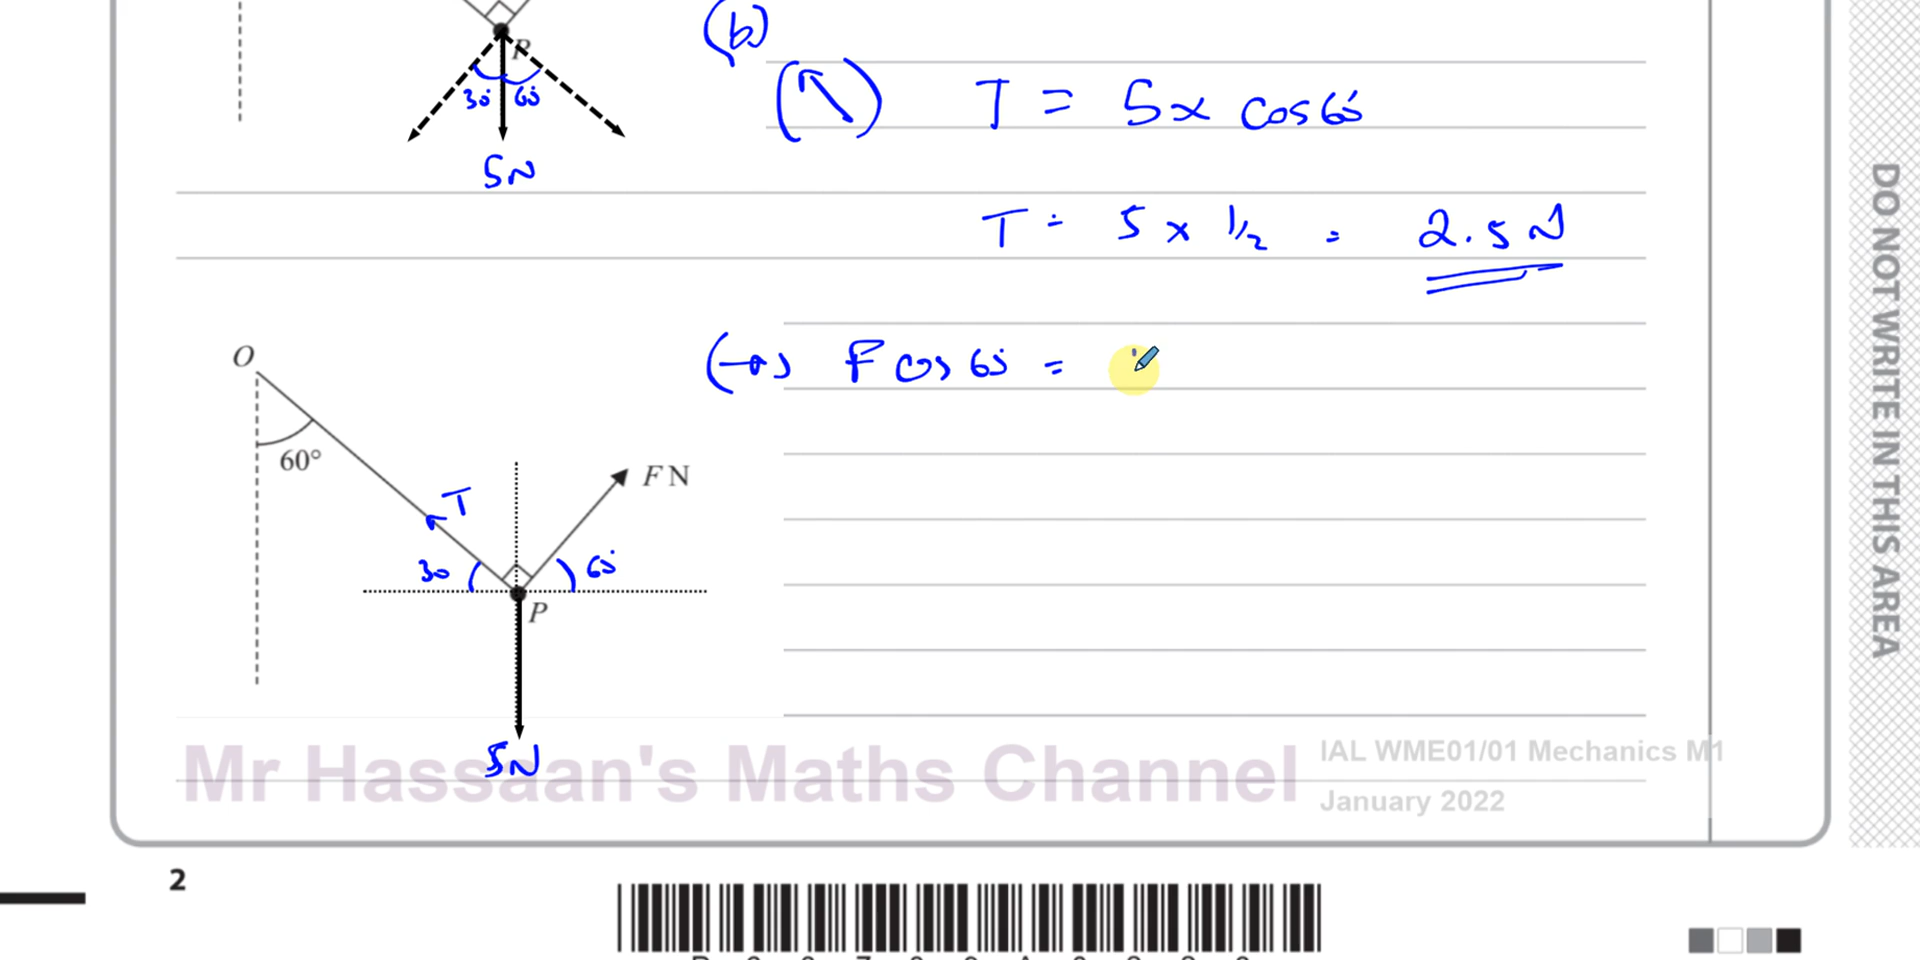 (b)
P
30° 60°
5N
(↖) T = 5 x cos 60°
T = 5 x 1/2 = 2.5 N
O
60°
T
F N
30
60°
P
5N
(→) F cos 60° =
Mr Hassaan's Maths Channel
IAL WME01/01 Mechanics M1
January 2022
DO NOT WRITE IN THIS AREA
2